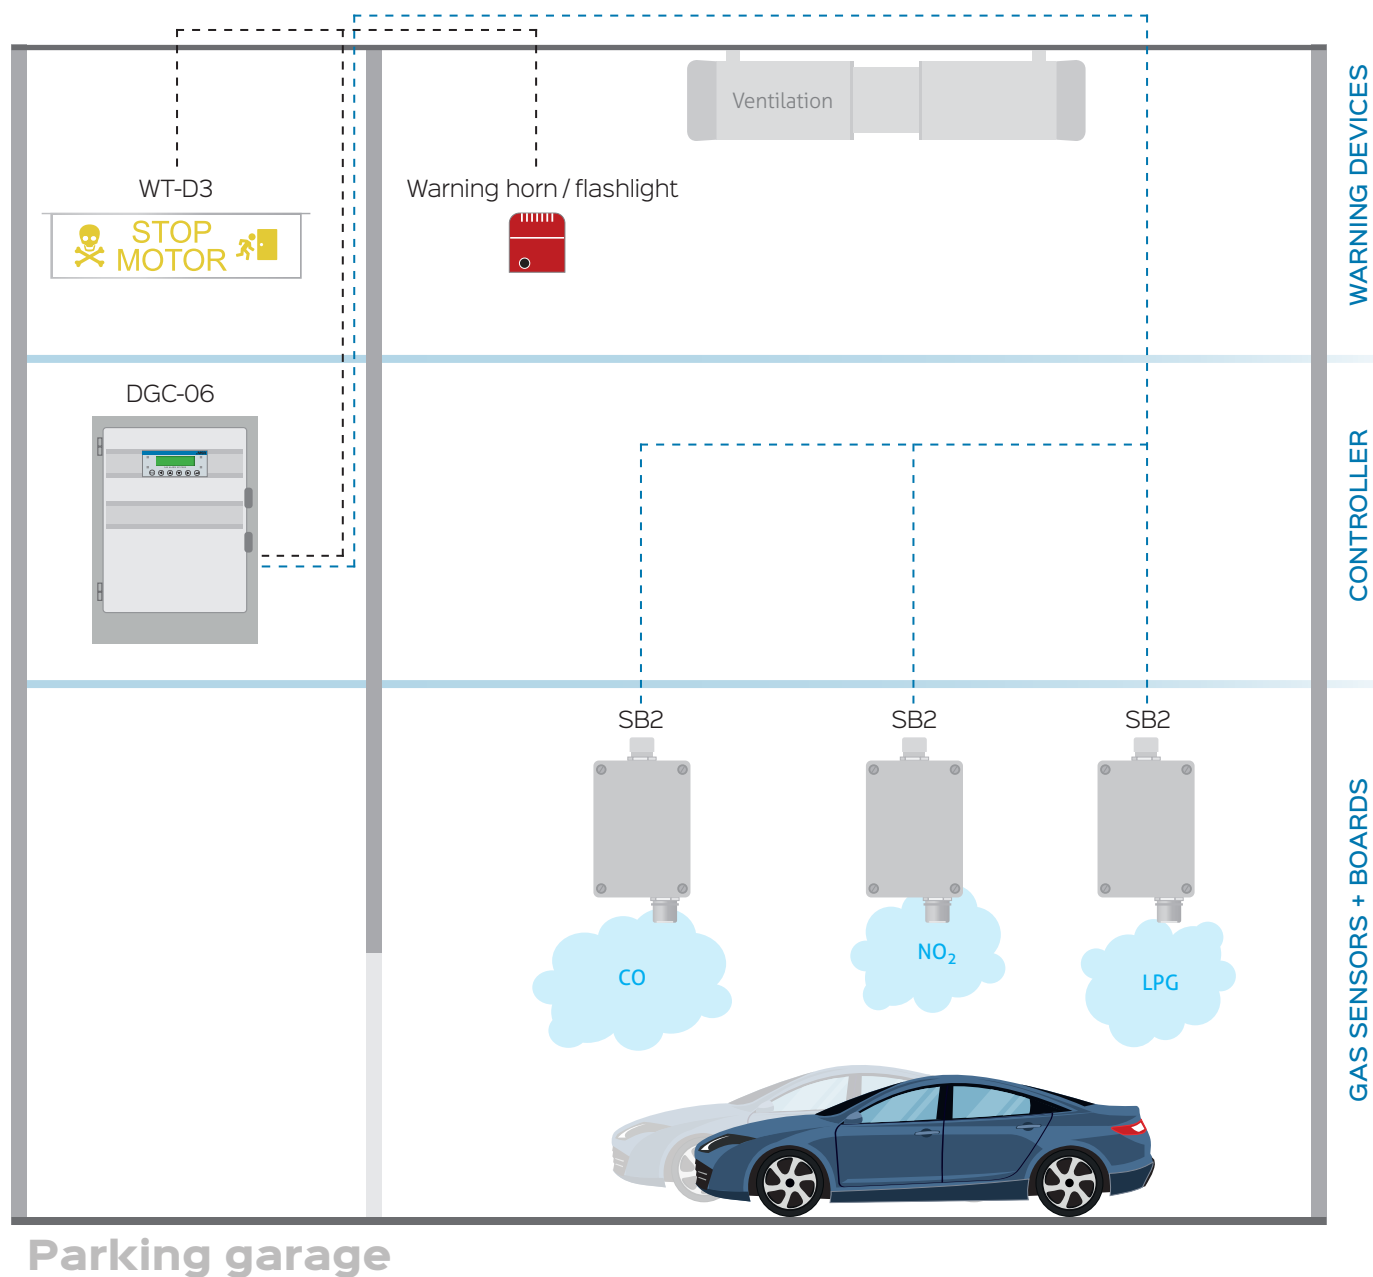 Ventilation
WT-D3
Warning horn / flashlight
STOP
MOTOR
WARNING DEVICES
DGC-06
CONTROLLER
SB2
SB2
SB2
CO
NO₂
LPG
GAS SENSORS + BOARDS
Parking garage